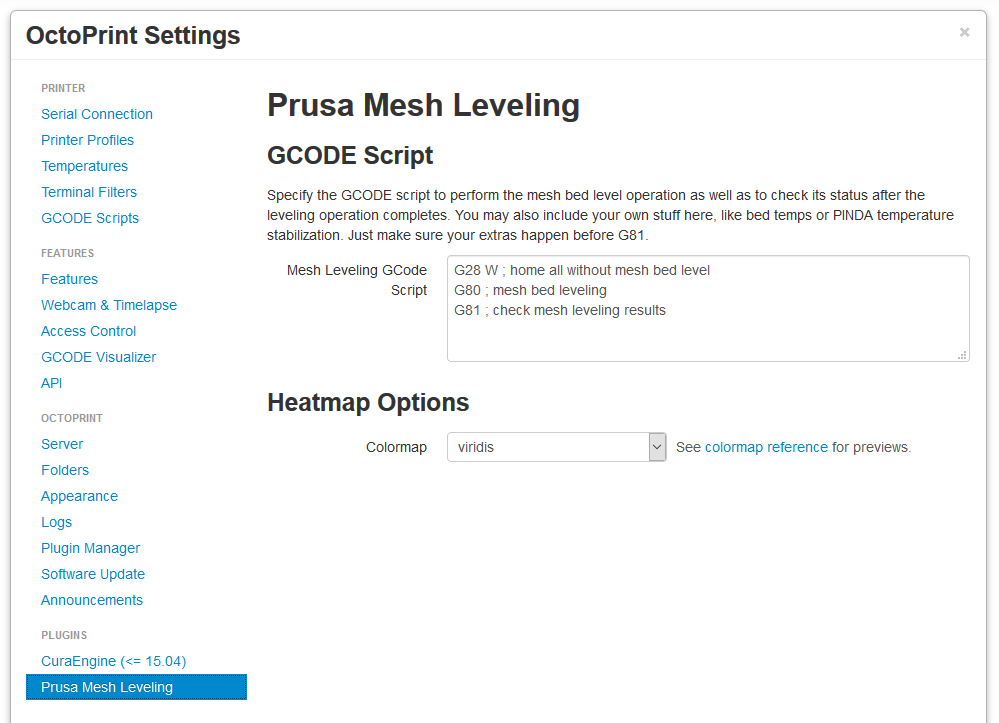 OctoPrint Settings
×
PRINTER
Serial Connection
Printer Profiles
Temperatures
Terminal Filters
GCODE Scripts
FEATURES
Features
Webcam & Timelapse
Access Control
GCODE Visualizer
API
OCTOPRINT
Server
Folders
Appearance
Logs
Plugin Manager
Software Update
Announcements
PLUGINS
CuraEngine (<= 15.04)
Prusa Mesh Leveling
Prusa Mesh Leveling
GCODE Script
Specify the GCODE script to perform the mesh bed level operation as well as to check its status after the
leveling operation completes. You may also include your own stuff here, like bed temps or PINDA temperature
stabilization. Just make sure your extras happen before G81.
Mesh Leveling GCode
Script
G28 W ; home all without mesh bed level
G80 ; mesh bed leveling
G81 ; check mesh leveling results
Heatmap Options
Colormap
viridis
See colormap reference for previews.